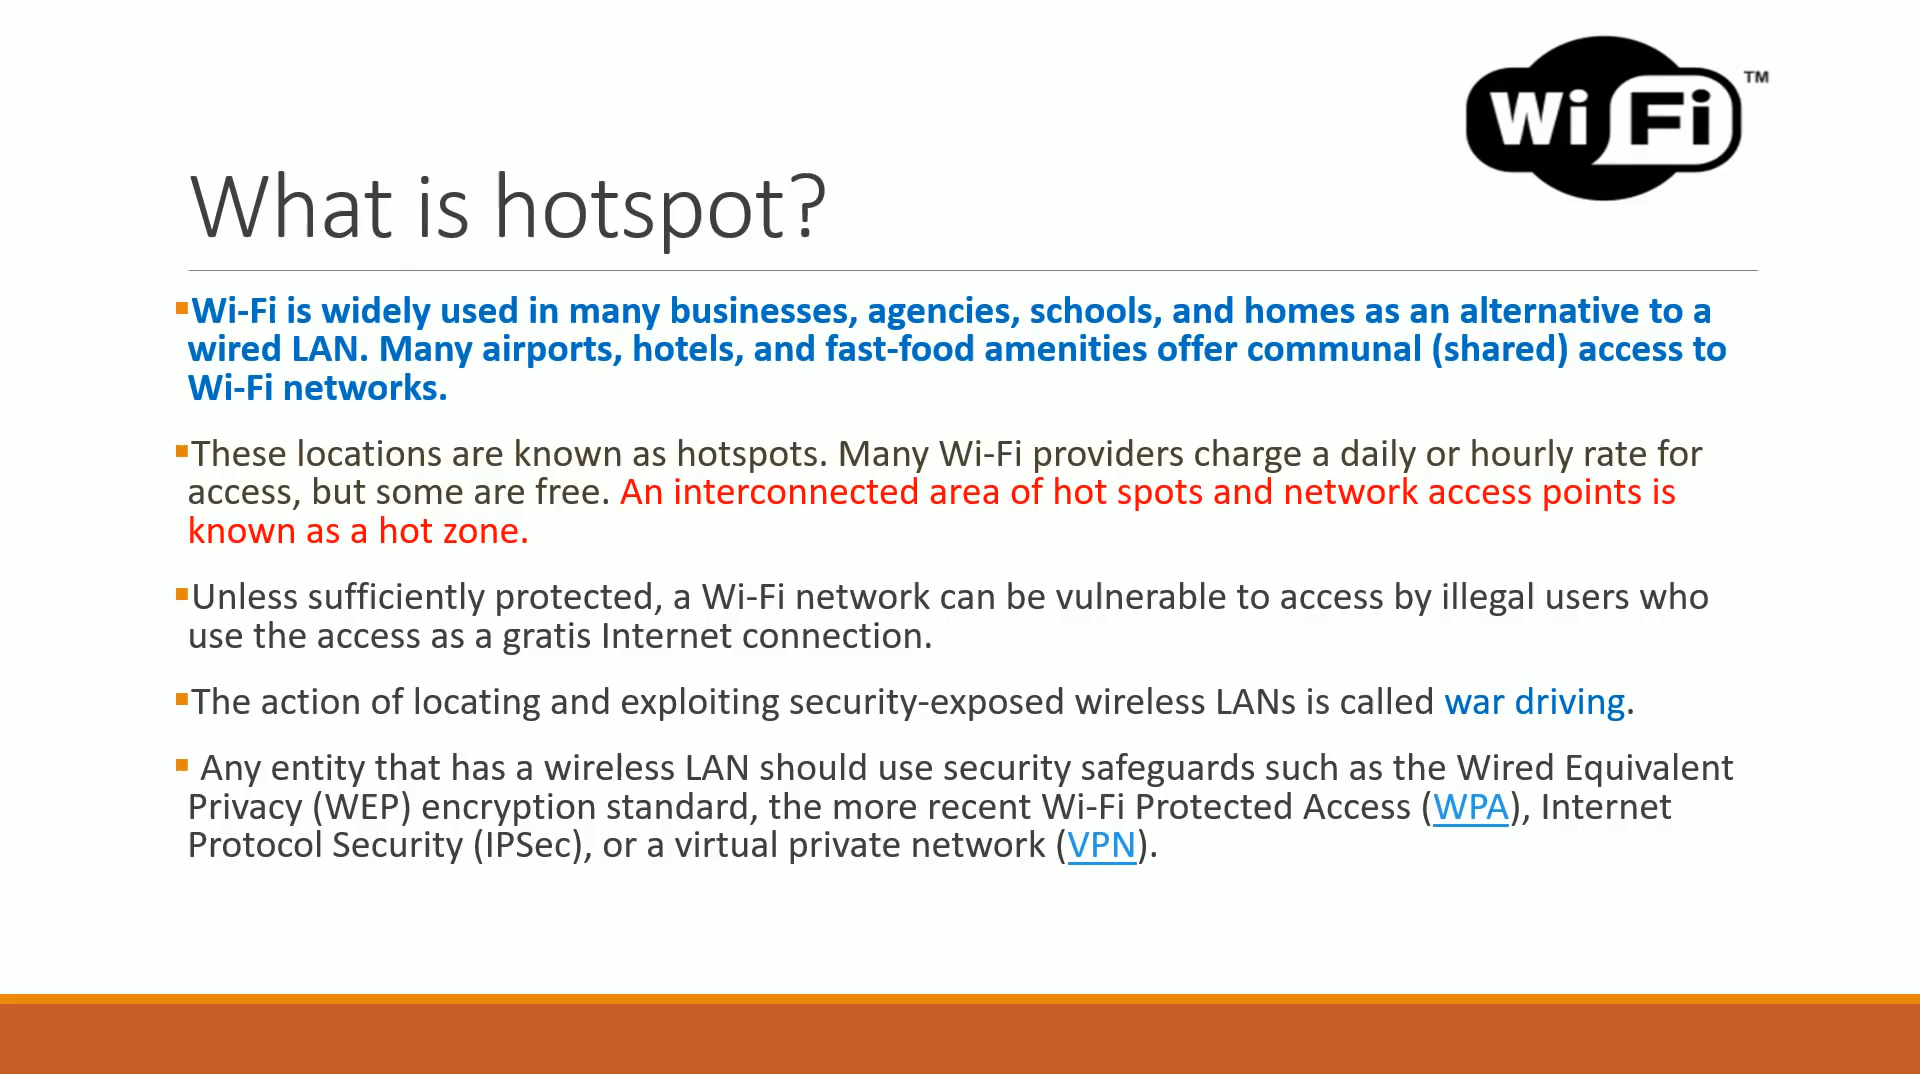 Wi Fi ™
What is hotspot?
▪Wi-Fi is widely used in many businesses, agencies, schools, and homes as an alternative to a
wired LAN. Many airports, hotels, and fast-food amenities offer communal (shared) access to
Wi-Fi networks.
▪These locations are known as hotspots. Many Wi-Fi providers charge a daily or hourly rate for
access, but some are free. An interconnected area of hot spots and network access points is
known as a hot zone.
▪Unless sufficiently protected, a Wi-Fi network can be vulnerable to access by illegal users who
use the access as a gratis Internet connection.
▪The action of locating and exploiting security-exposed wireless LANs is called war driving.
▪ Any entity that has a wireless LAN should use security safeguards such as the Wired Equivalent
Privacy (WEP) encryption standard, the more recent Wi-Fi Protected Access (WPA), Internet
Protocol Security (IPSec), or a virtual private network (VPN).